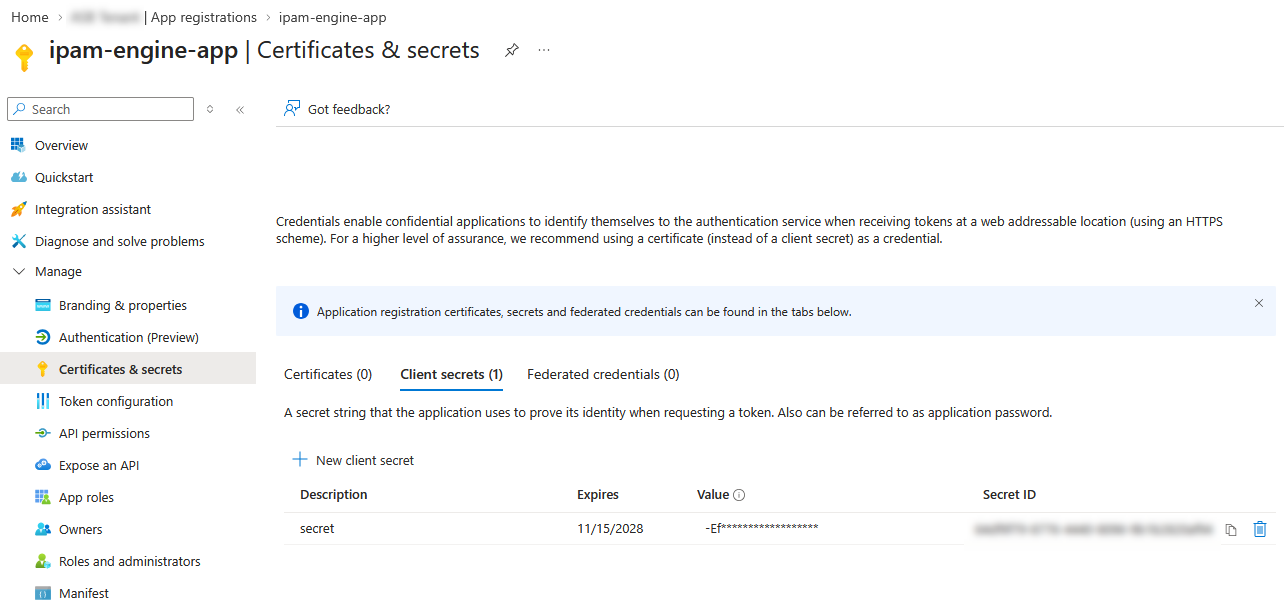 Home > | App registrations > ipam-engine-app
ipam-engine-app | Certificates & secrets
Search
Got feedback?
Overview
Quickstart
Integration assistant
Diagnose and solve problems
Manage
Branding & properties
Authentication (Preview)
Certificates & secrets
Token configuration
API permissions
Expose an API
App roles
Owners
Roles and administrators
Manifest
Credentials enable confidential applications to identify themselves to the authentication service when receiving tokens at a web addressable location (using an HTTPS
scheme). For a higher level of assurance, we recommend using a certificate (instead of a client secret) as a credential.
Application registration certificates, secrets and federated credentials can be found in the tabs below.
Certificates (0) Client secrets (1) Federated credentials (0)
A secret string that the application uses to prove its identity when requesting a token. Also can be referred to as application password.
New client secret
Description Expires Value Secret ID
secret 11/15/2028 -Ef******************